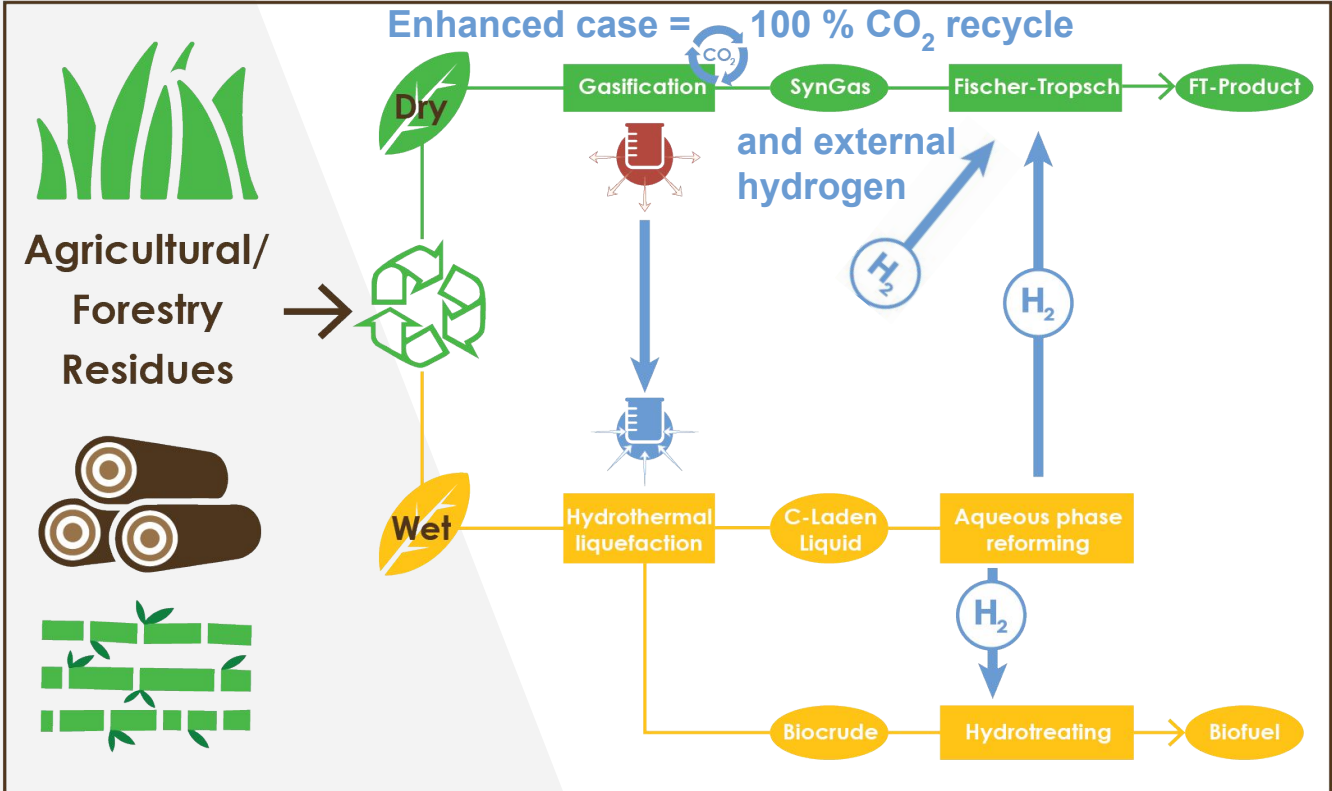 Enhanced case = CO₂ 100 % CO₂ recycle
Dry
Gasification
SynGas
Fischer-Tropsch
FT-Product
and external
hydrogen
H₂
H₂
Agricultural/
Forestry
Residues
Wet
Hydrothermal
liquefaction
C-Laden
Liquid
Aqueous phase
reforming
H₂
Biocrude
Hydrotreating
Biofuel